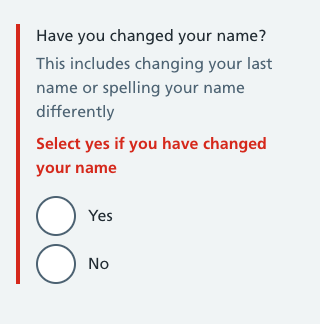 Have you changed your name?
This includes changing your last
name or spelling your name
differently
Select yes if you have changed
your name
Yes
No